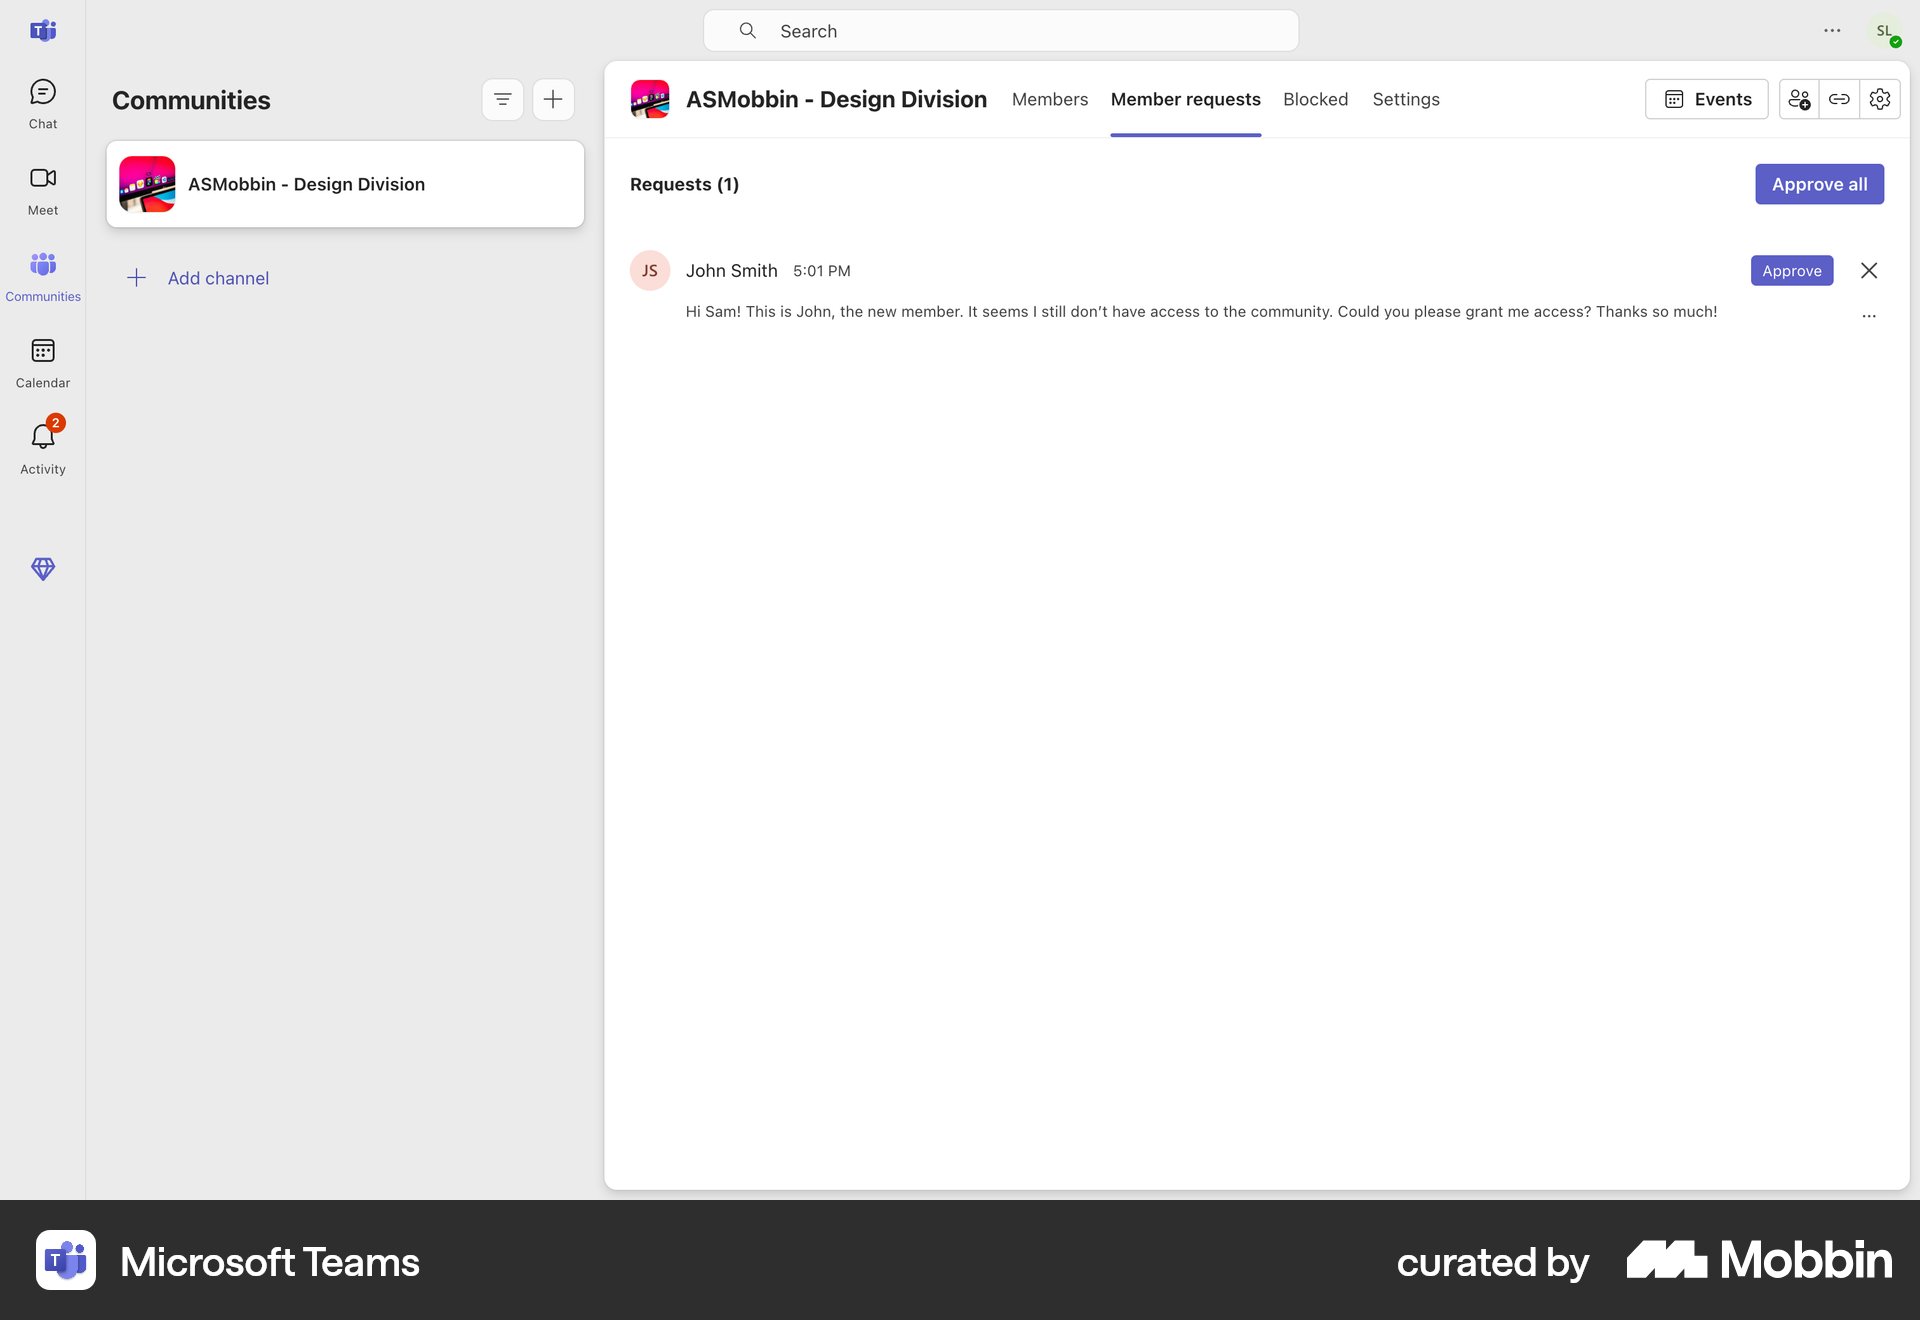 Search
SL
Chat
Meet
Communities
Calendar
2
Activity
Communities
ASMobbin - Design Division
Add channel
ASMobbin - Design Division
Members
Member requests
Blocked
Settings
Events
Requests (1)
Approve all
JS
John Smith 5:01 PM
Approve
Hi Sam! This is John, the new member. It seems I still don’t have access to the community. Could you please grant me access? Thanks so much!
T
Microsoft Teams
curated by
Mobbin